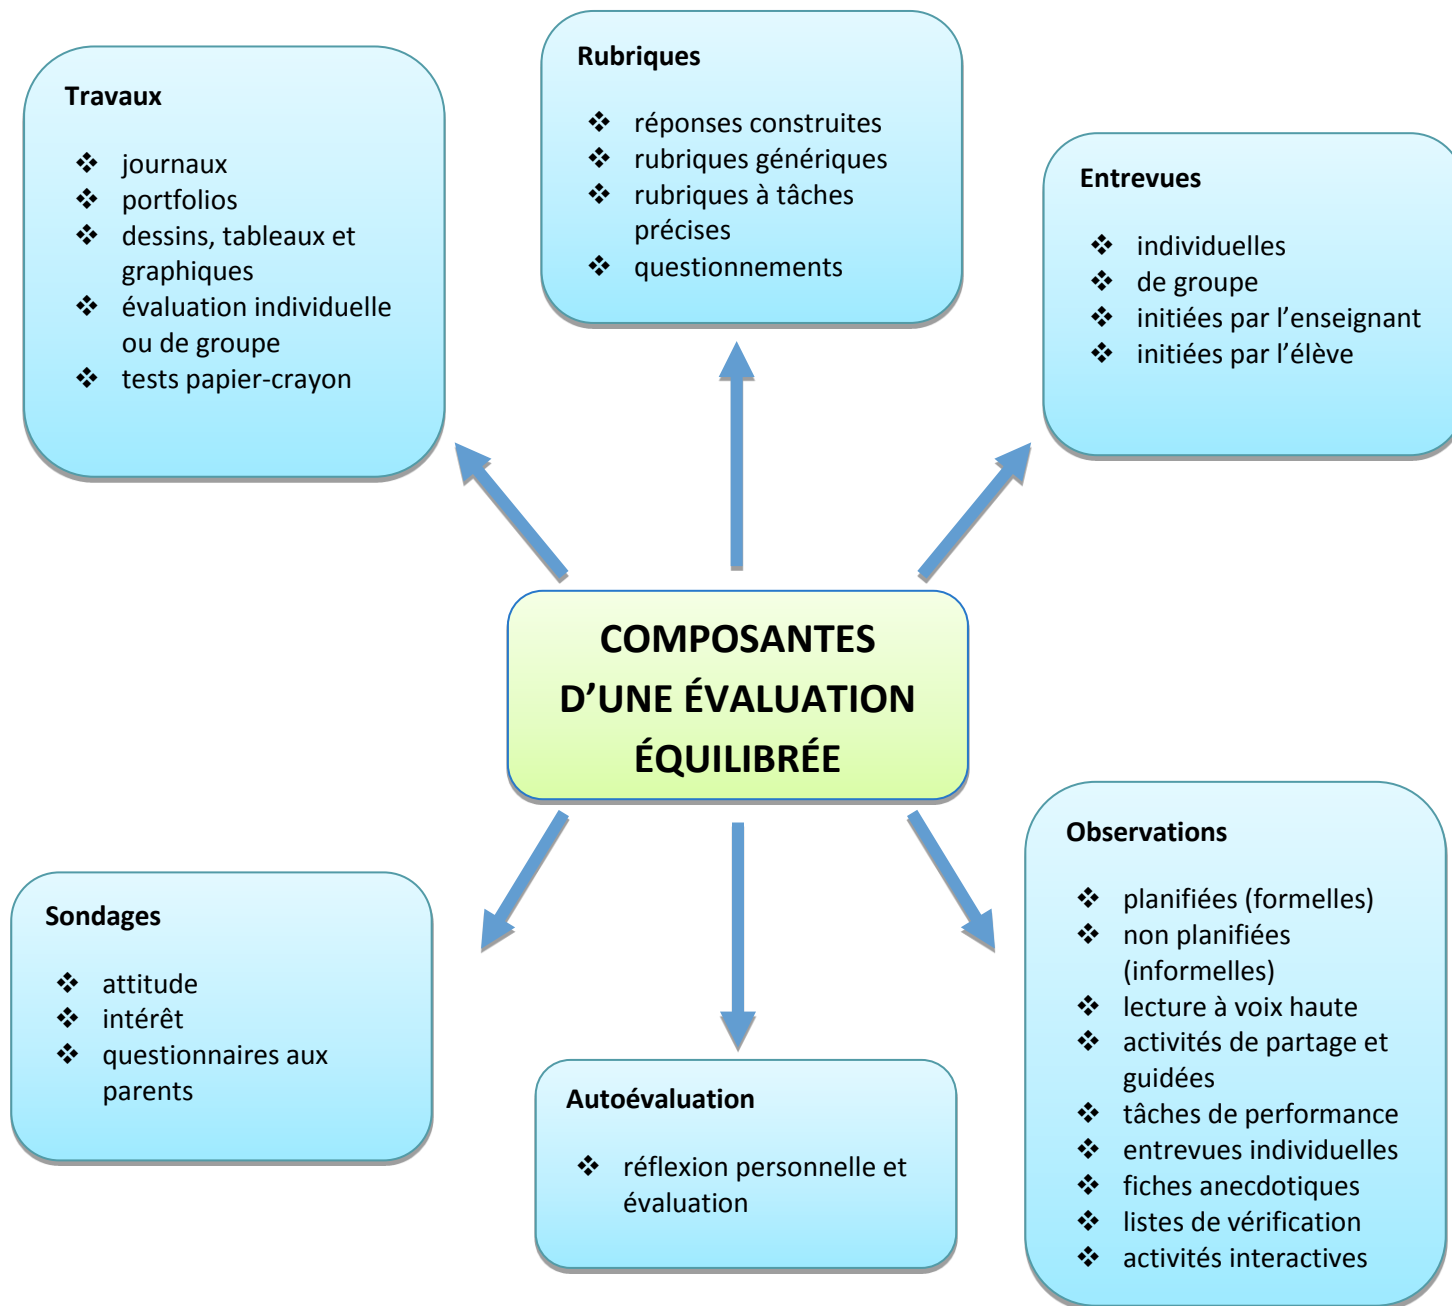 Travaux
❖ journaux
❖ portfolios
❖ dessins, tableaux et
graphiques
❖ évaluation individuelle
ou de groupe
❖ tests papier-crayon
Rubriques
❖ réponses construites
❖ rubriques génériques
❖ rubriques à tâches
précises
❖ questionnements
Entrevues
❖ individuelles
❖ de groupe
❖ initiées par l’enseignant
❖ initiées par l’élève
COMPOSANTES
D’UNE ÉVALUATION
ÉQUILIBRÉE
Sondages
❖ attitude
❖ intérêt
❖ questionnaires aux
parents
Autoévaluation
❖ réflexion personnelle et
évaluation
Observations
❖ planifiées (formelles)
❖ non planifiées
(informelles)
❖ lecture à voix haute
❖ activités de partage et
guidées
❖ tâches de performance
❖ entrevues individuelles
❖ fiches anecdotiques
❖ listes de vérification
❖ activités interactives